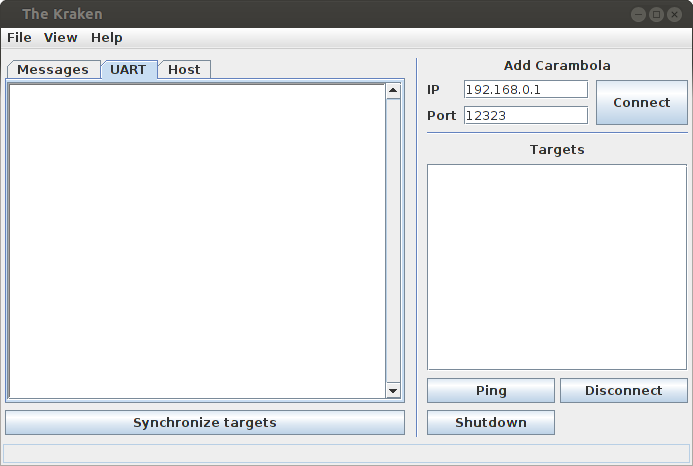 The Kraken
File View Help
Messages UART Host
Add Carambola
IP 192.168.0.1
Port 12323
Connect
Targets
Ping Disconnect
Synchronize targets Shutdown